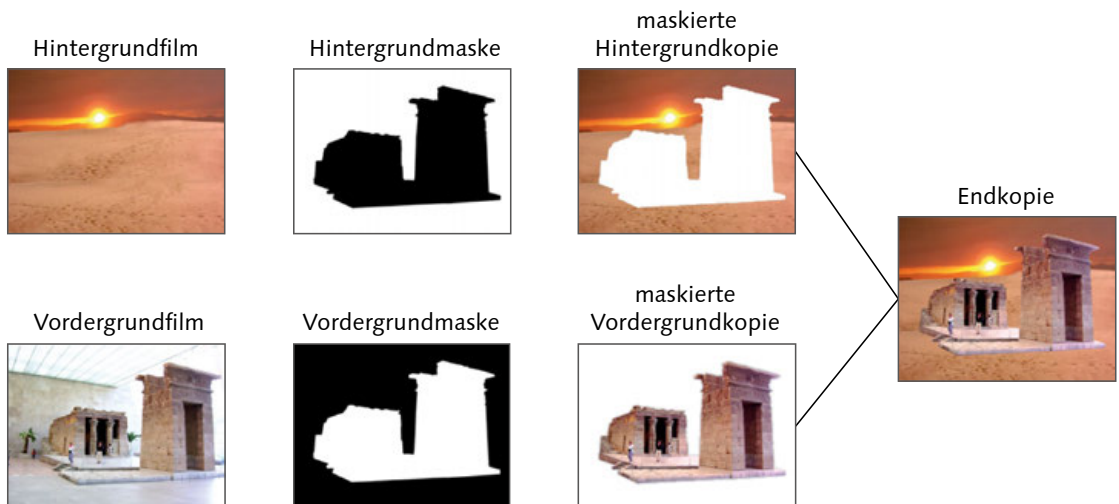 Hintergrundfilm
Hintergrundmaske
maskierte
Hintergrundkopie
Endkopie
Vordergrundfilm
Vordergrundmaske
maskierte
Vordergrundkopie